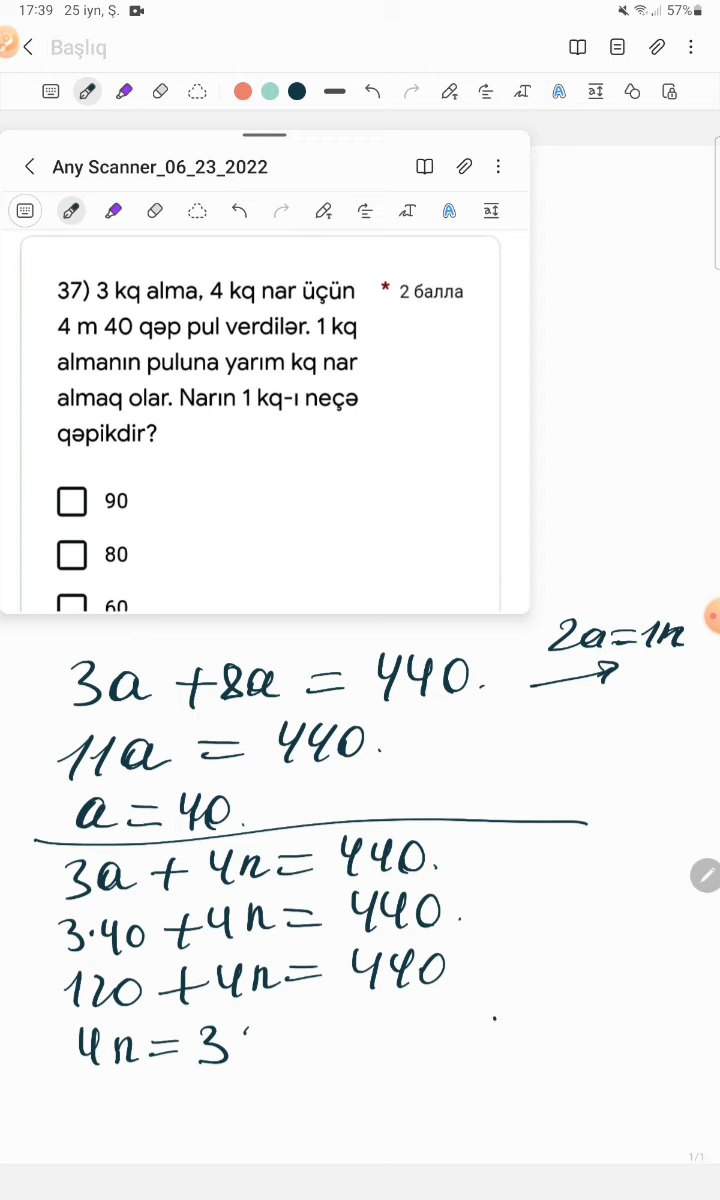 17:39 25 iyn, Ş. 57%
Başlıq
Any Scanner_06_23_2022
37) 3 kq alma, 4 kq nar üçün * 2 балла
4 m 40 qəp pul verdilər. 1 kq
almanın puluna yarım kq nar
almaq olar. Narın 1 kq-ı neçə
qəpikdir?
90
80
60
2a=1n
3a +8a = 440.
11a = 440.
a=40.
3a + 4n= 440.
3·40 +4n= 440.
120 +4n= 440
4n=3
1/1